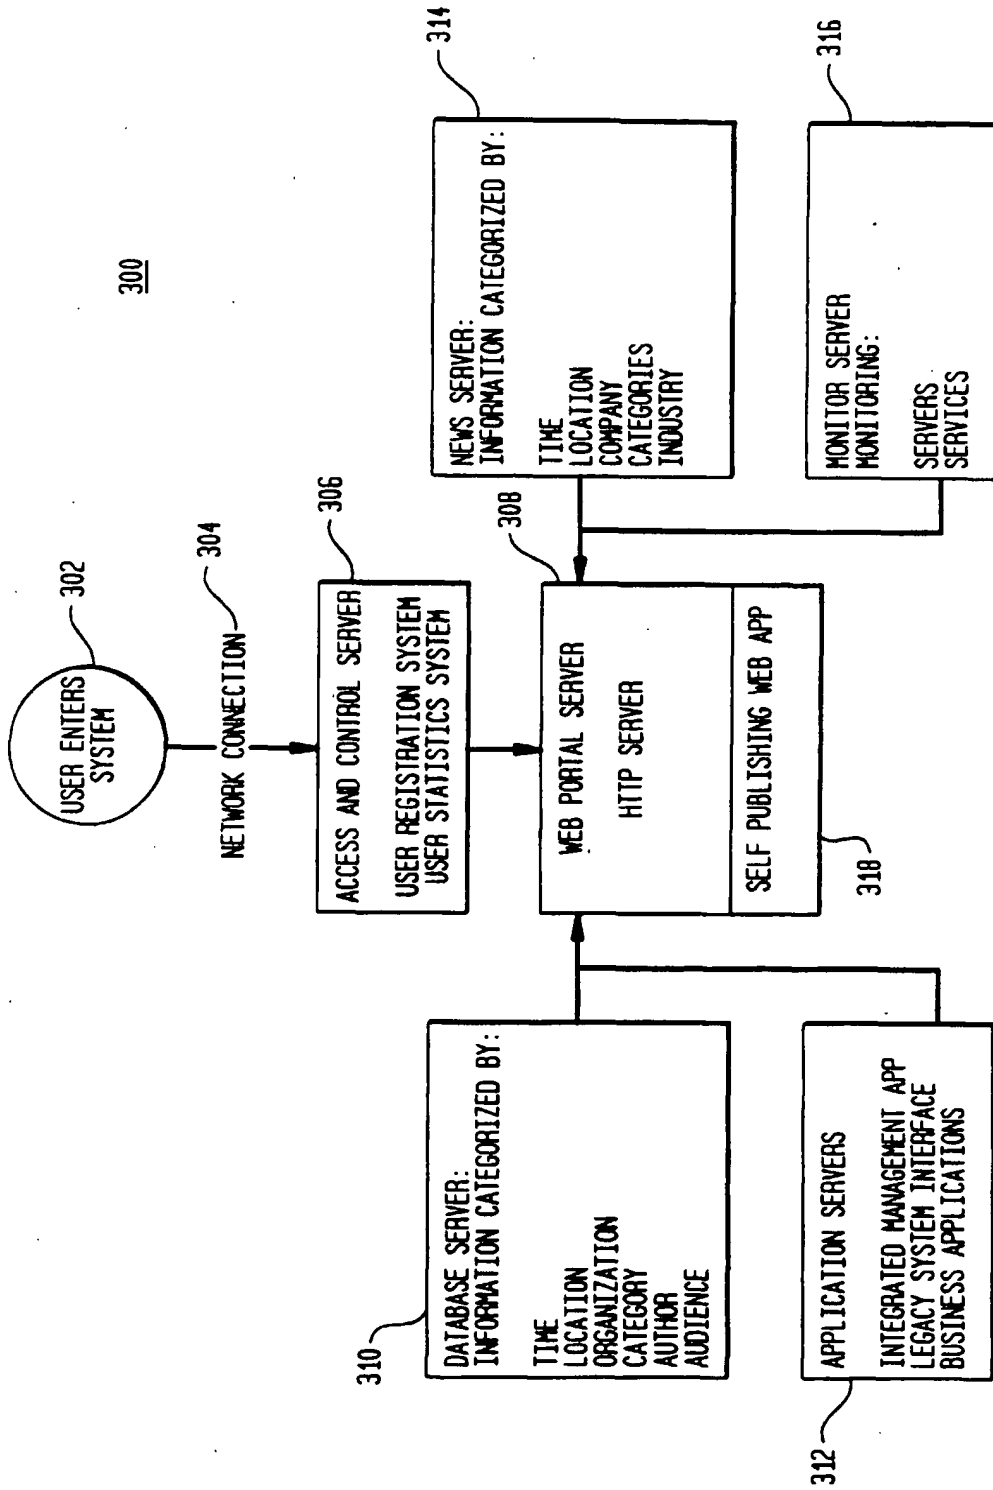 300
USER ENTERS
SYSTEM
302
NETWORK CONNECTION
304
ACCESS AND CONTROL SERVER
USER REGISTRATION SYSTEM
USER STATISTICS SYSTEM
306
DATABASE SERVER:
INFORMATION CATEGORIZED BY:
TIME
LOCATION
ORGANIZATION
CATEGORY
AUTHOR
AUDIENCE
310
WEB PORTAL SERVER
HTTP SERVER
308
SELF PUBLISHING WEB APP
318
NEWS SERVER:
INFORMATION CATEGORIZED BY:
TIME
LOCATION
COMPANY
CATEGORIES
INDUSTRY
314
APPLICATION SERVERS
INTEGRATED MANAGEMENT APP
LEGACY SYSTEM INTERFACE
BUSINESS APPLICATIONS
312
MONITOR SERVER
MONITORING:
SERVERS
SERVICES
316